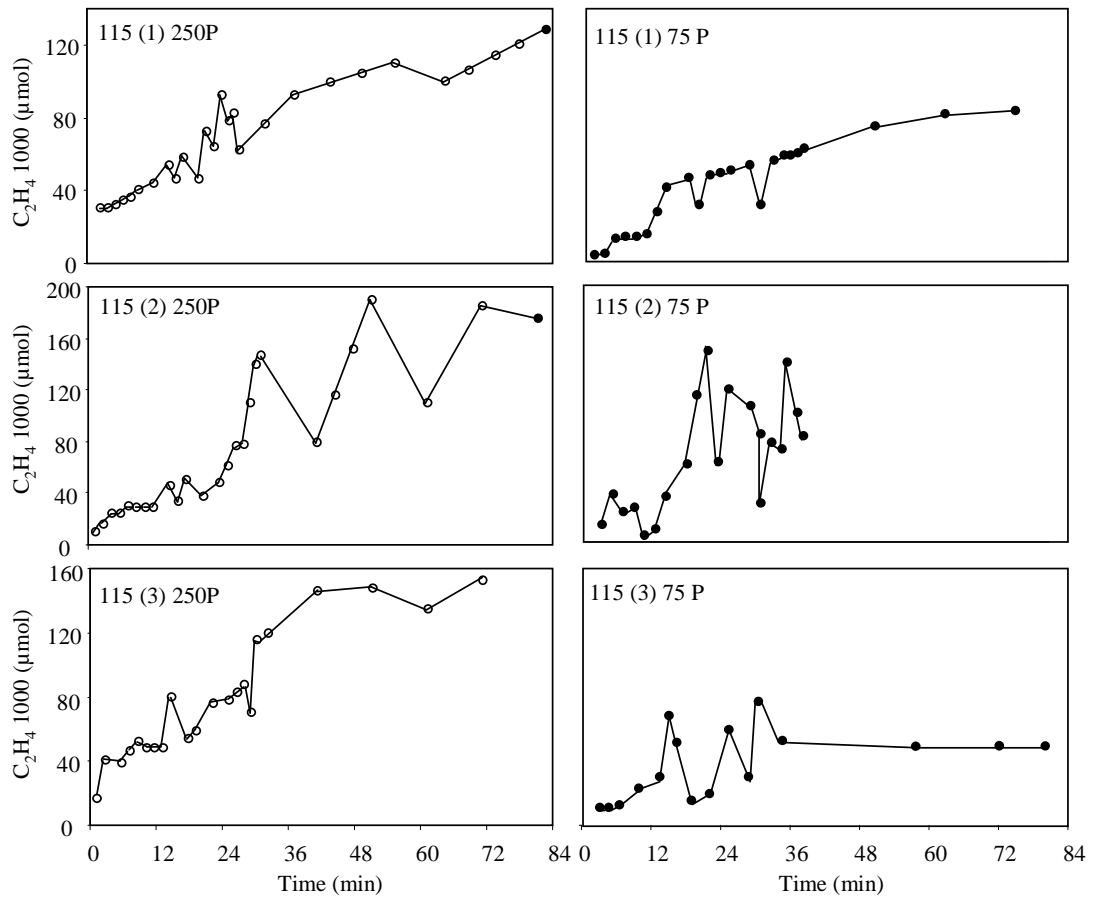 115 (1) 250P
C₂H₄ 1000 (µmol)
120
80
40
0
115 (1) 75 P
115 (2) 250P
C₂H₄ 1000 (µmol)
200
160
120
80
40
0
115 (2) 75 P
115 (3) 250P
C₂H₄ 1000 (µmol)
160
120
80
40
0
0 12 24 36 48 60 72 84
Time (min)
115 (3) 75 P
0 12 24 36 48 60 72 84
Time (min)